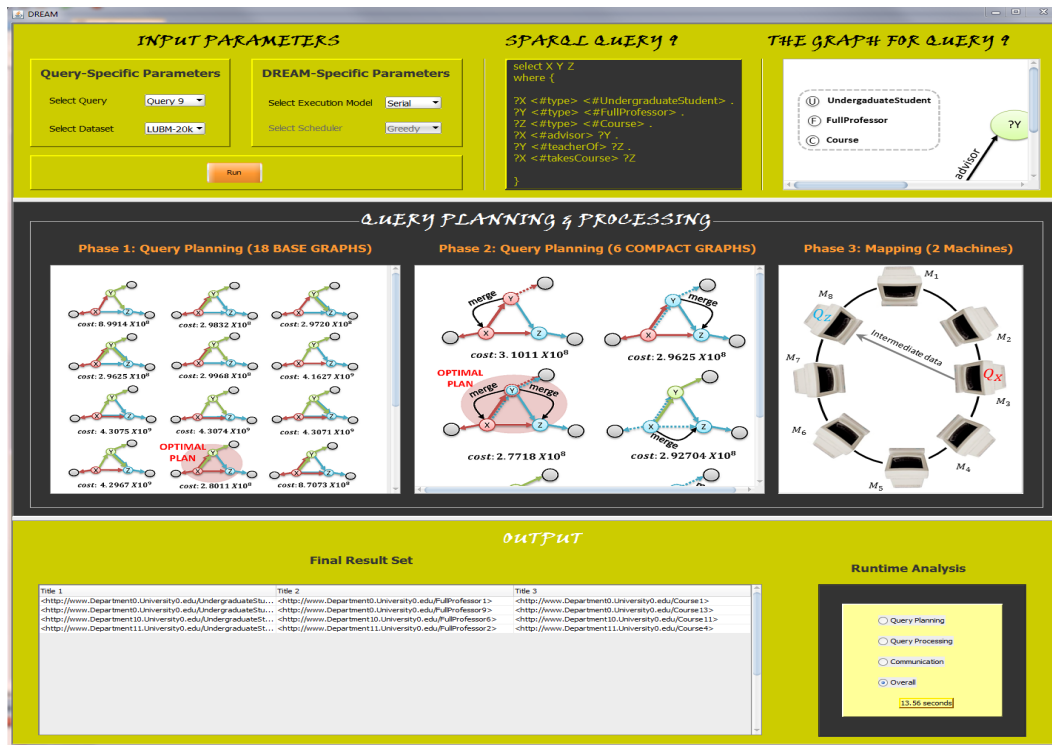 DREAM
INPUT PARAMETERS
Query-Specific Parameters
Select Query
Query 9
Select Dataset
LUBM-20k
DREAM-Specific Parameters
Select Execution Model
Serial
Select Scheduler
Greedy
Run
SPARQL QUERY 9
select X Y Z
where {
?X <#type> <#UndergraduateStudent> .
?Y <#type> <#FullProfessor> .
?Z <#type> <#Course> .
?X <#advisor> ?Y .
?Y <#teacherOf> ?Z .
?X <#takesCourse> ?Z
}
THE GRAPH FOR QUERY 9
U UndergaduateStudent
F FullProfessor
C Course
?Y
advisor
QUERY PLANNING & PROCESSING
Phase 1: Query Planning (18 BASE GRAPHS)
Y Y Y
X Z X Z X Z
cost: 8.9914 X10⁸ cost: 2.9832 X10⁸ cost: 2.9720 X10⁸
Y Y Y
X Z X Z X Z
cost: 2.9625 X10⁸ cost: 2.9968 X10⁸ cost: 4.1627 X10⁹
Y Y Y
X Z X Z X Z
cost: 4.3075 X10⁹ cost: 4.3074 X10⁹ cost: 4.3071 X10⁹
OPTIMAL
PLAN
Y Y Y
X Z X Z X Z
cost: 4.2967 X10⁹ cost: 2.8011 X10⁸ cost: 8.7073 X10⁸
Phase 2: Query Planning (6 COMPACT GRAPHS)
merge Y Y merge
X Z X Z
cost: 3.1011 X10⁸ cost: 2.9625 X10⁸
OPTIMAL
PLAN
merge Y merge Y
X Z X Z
merge
cost: 2.7718 X10⁸ cost: 2.92704 X10⁸
Phase 3: Mapping (2 Machines)
M₁
M₈
Qz
M₂
Intermediate data
M₇
Qx
M₃
M₆
M₄
M₅
OUTPUT
Final Result Set
Title 1 Title 2 Title 3
<http://www.Department0.University0.edu/UndergraduateStu... <http://www.Department0.University0.edu/FullProfessor1> <http://www.Department0.University0.edu/Course1>
<http://www.Department0.University0.edu/UndergraduateStu... <http://www.Department0.University0.edu/FullProfessor9> <http://www.Department0.University0.edu/Course13>
<http://www.Department10.University0.edu/UndergraduateSt... <http://www.Department10.University0.edu/FullProfessor6> <http://www.Department10.University0.edu/Course11>
<http://www.Department11.University0.edu/UndergraduateSt... <http://www.Department11.University0.edu/FullProfessor2> <http://www.Department11.University0.edu/Course4>
Runtime Analysis
Query Planning
Query Processing
Communication
Overall
13.56 seconds